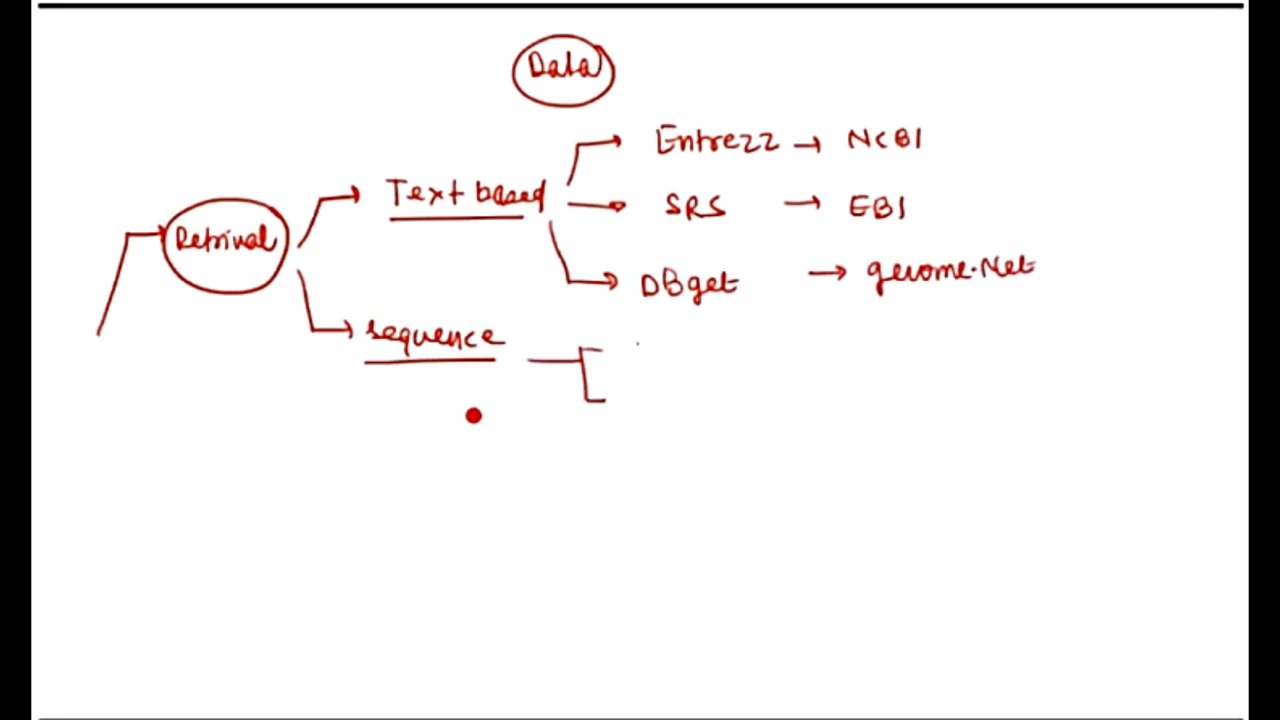 Data
Entrezz → NCBI
Text based
SRS → EBI
Retrival
DBget → genome.Net
sequence